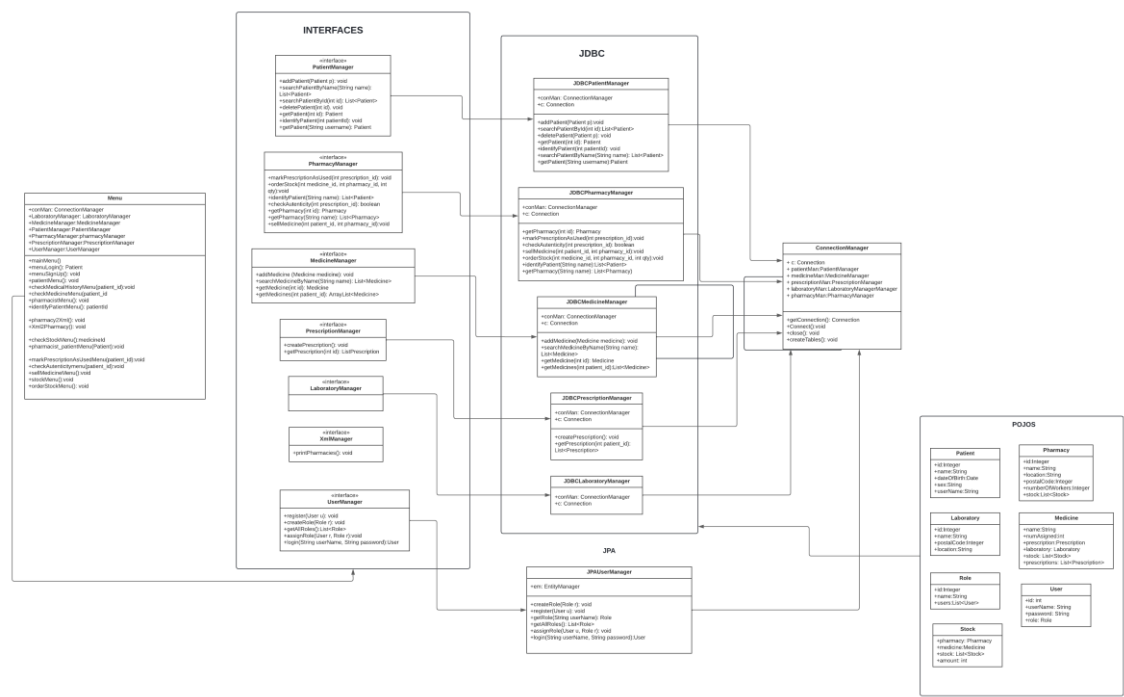 INTERFACES
«interface»
PatientManager
+addPatient(Patient p): void
+searchPatientByName(String name):
List<Patient>
+searchPatientById(int id): List<Patient>
+deletePatient(int id). void
+getPatient(int id): Patient
+identifyPatient(int patientId): void
+getPatient(String username): Patient
«interface»
PharmacyManager
+markPrescriptionAsUsed(int prescription_id): void
+orderStock(int medicine_id, int pharmacy_id, int
qty):void
+identifyPatient(String name): List<Patient>
+checkAutenticity(int prescription_id): boolean
+getPharmacy(int id): Pharmacy
+getPharmacy(String name): List<Pharmacy>
+sellMedicine(int patient_id, int pharmacy_id):void
«interface»
MedicineManager
+addMedicine (Medicine medicine): void
+searchMedicineByName(String name): List<Medicine>
+getMedicine(int id): Medicine
+getMedicines(int patient_id): ArrayList<Medicine>
«interface»
PrescriptionManager
+createPrescription(): void
+getPrescription(int id): ListPrescription
«interface»
LaboratoryManager
«interface»
XmlManager
+printPharmacies(): void
«interface»
UserManager
+register(User u): void
+createRole(Role r): void
+getAllRoles():List<Role>
+assignRole(User r, Role r):void
+login(String userName, String password):User
Menu
+conMan: ConnectionManager
+LaboratoryManager: LaboratoryManager
+MedicineManager:MedicineManager
+PatientManager:PatientManager
+PharmacyManager:pharmacyManager
+PrescriptionManager:PrescriptionManager
+UserManager:UserManager
+mainMenu()
+menuLogin(): Patient
+menuSignUp(): void
+patientMenu(): void
+checkMedicalHistoryMenu(patient_id):void
+checkMedicineMenu(patient_id
+pharmacistMenu(): void
+identifyPatientMenu(): patientId
+pharmacy2Xml(): void
+Xml2Pharmacy(): void
+checkStockMenu():medicineId
+pharmacist_patientMenu(Patient):void
+markPrescriptionAsUsedMenu(patient_id):void
+checkAutenticitymenu(patient_id):void
+sellMedicineMenu():void
+stockMenu():void
+orderStockMenu(): void
JDBC
JDBCPatientManager
+conMan: ConnectionManager
+c: Connection
+addPatient(Patient p):void
+searchPatientById(int id):List<Patient>
+deletePatient(Patient p): void
+getPatient(int id): Patient
+identifyPatient(int patientId): void
+searchPatientByName(String name): List<Patient>
+getPatient(String username):Patient
JDBCPharmacyManager
+conMan: ConnectionManager
+c: Connection
+getPharmacy(int id): Pharmacy
+markPrescriptionAsUsed(int prescription_id):void
+checkAutenticity(int prescription_id): boolean
+sellMedicine(int patient_id, int pharmacy_id):void
+orderStock(int medicine_id, int pharmacy_id, int qty):void
+identifyPatient(String name):List<Patient>
+getPharmacy(String name): List<Pharmacy)
JDBCMedicineManager
+conMan: ConnectionManager
+c: Connection
+addMedicine(Medicine medicine): void
+searchMedicineByName(String name):
List<Medicine>
+getMedicine(int id): Medicine
+getMedicines(int patient_id):List<Medicine>
JDBCPrescriptionManager
+conMan: ConnectionManager
+c: Connection
+createPrescription(): void
+getPrescription(int patient_id):
List<Prescription>
JDBCLaboratoryManager
+conMan: ConnectionManager
+c: Connection
JPA
JPAUserManager
+em: EntityManager
+createRole(Role r): void
+register(User u): void
+getRole(String userName): Role
+getAllRoles(): List<Role>
+assignRole(User u, Role r): void
+login(String userName, String password):User
ConnectionManager
+ c: Connection
+ patientMan:PatientManager
+ medicineMan:MedicineManager
+ prescriptionMan:PrescriptionManager
+ laboratoryMan:LaboratoryManagerManager
+ pharmacyMan:PharmacyManager
+getConnection(): Connection
+Connect():void
+close(): void
+createTables(): void
POJOS
Patient
+id:Integer
+name:String
+dateOfBirth:Date
+sex:String
+userName:String
Pharmacy
+id:Integer
+name:String
+location:String
+postalCode:Integer
+numberOfWorkers:Integer
+stock:List<Stock>
Laboratory
+id:Integer
+name:String
+postalCode:Integer
+location:String
Medicine
+name:String
+numAssigned:int
+prescription:Prescription
+laboratory: Laboratory
+stock: List<Stock>
+prescriptions: List<Prescription>
Role
+id:Integer
+name:String
+users:List<User>
User
+id: int
+userName: String
+password: String
+role: Role
Stock
+pharmacy: Pharmacy
+medicine:Medicine
+stock: List<Stock>
+amount: int